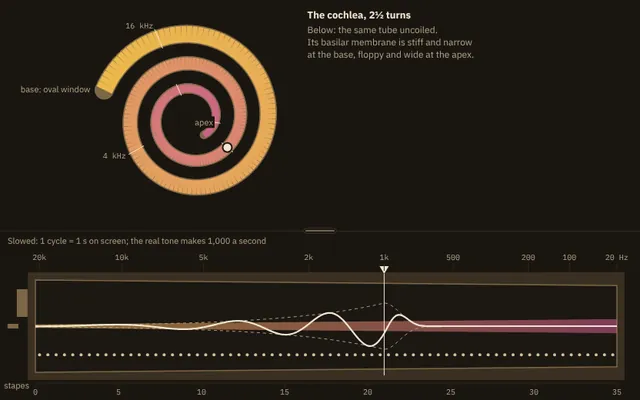 The cochlea, 2½ turns
Below: the same tube uncoiled.
Its basilar membrane is stiff and narrow
at the base, floppy and wide at the apex.
16 kHz
base: oval window
apex
4 kHz
Slowed: 1 cycle = 1 s on screen; the real tone makes 1,000 a second
20k 10k 5k 2k 1k 500 200 100 20 Hz
stapes
0 5 10 15 20 25 30 35